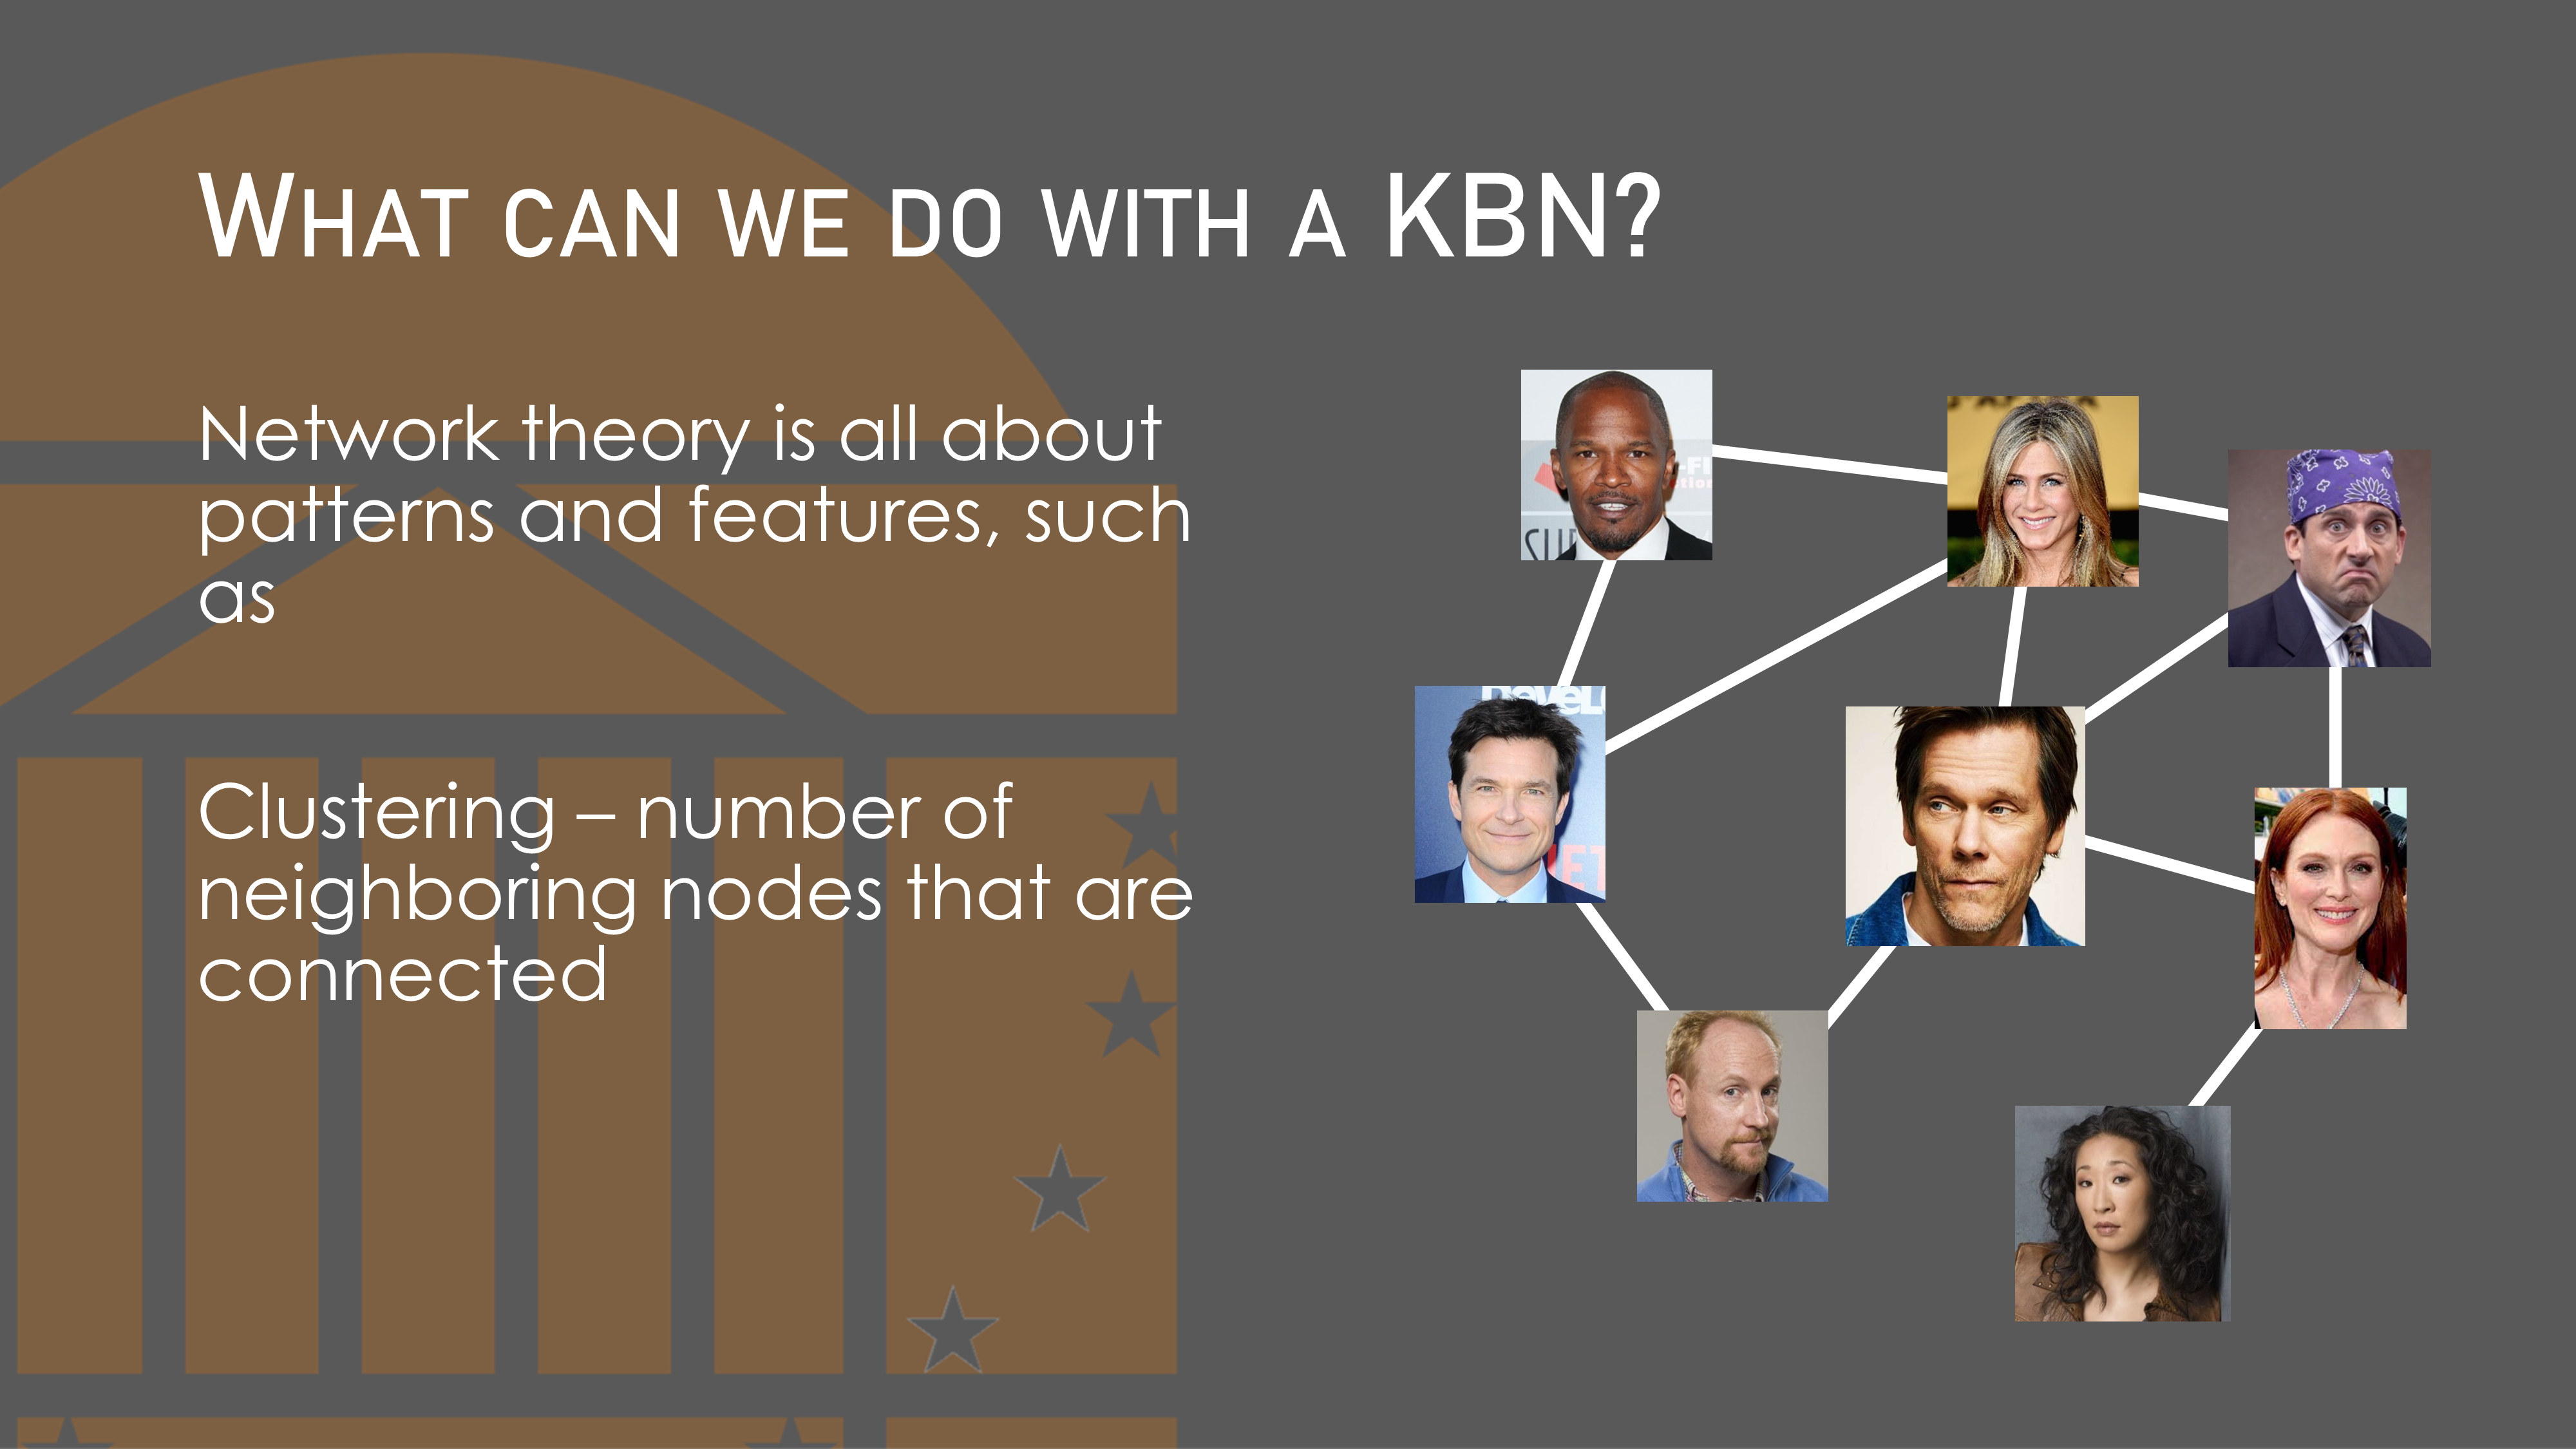 WHAT CAN WE DO WITH A KBN?
Network theory is all about
patterns and features, such
as
Clustering – number of
neighboring nodes that are
connected